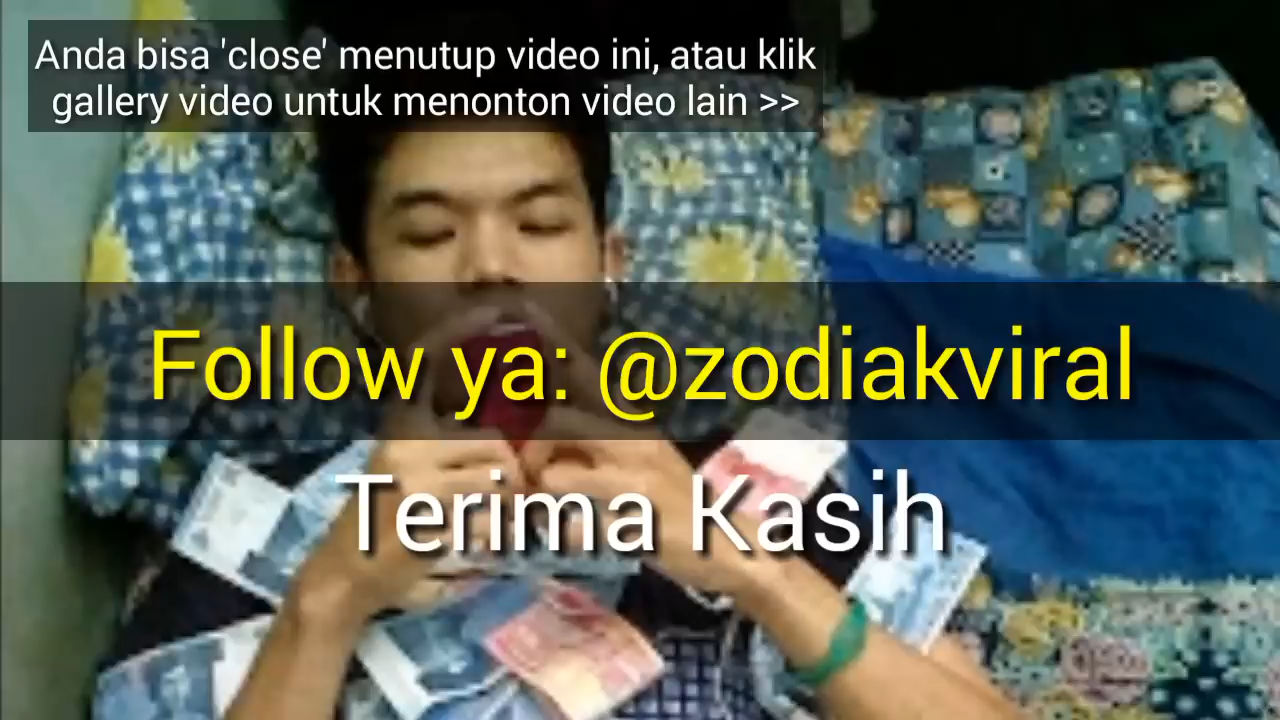 Anda bisa 'close' menutup video ini, atau klik
gallery video untuk menonton video lain >>
Follow ya: @zodiakviral
Terima Kasih